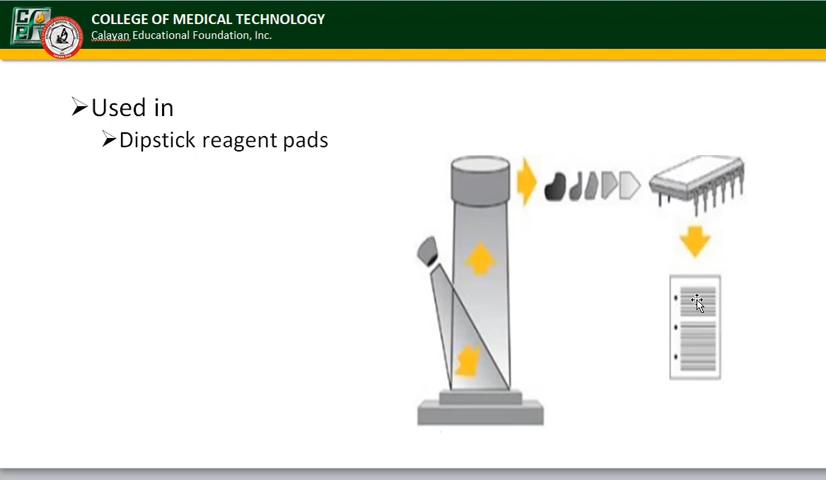 COLLEGE OF MEDICAL TECHNOLOGY
Calayan Educational Foundation, Inc.
Used in
Dipstick reagent pads